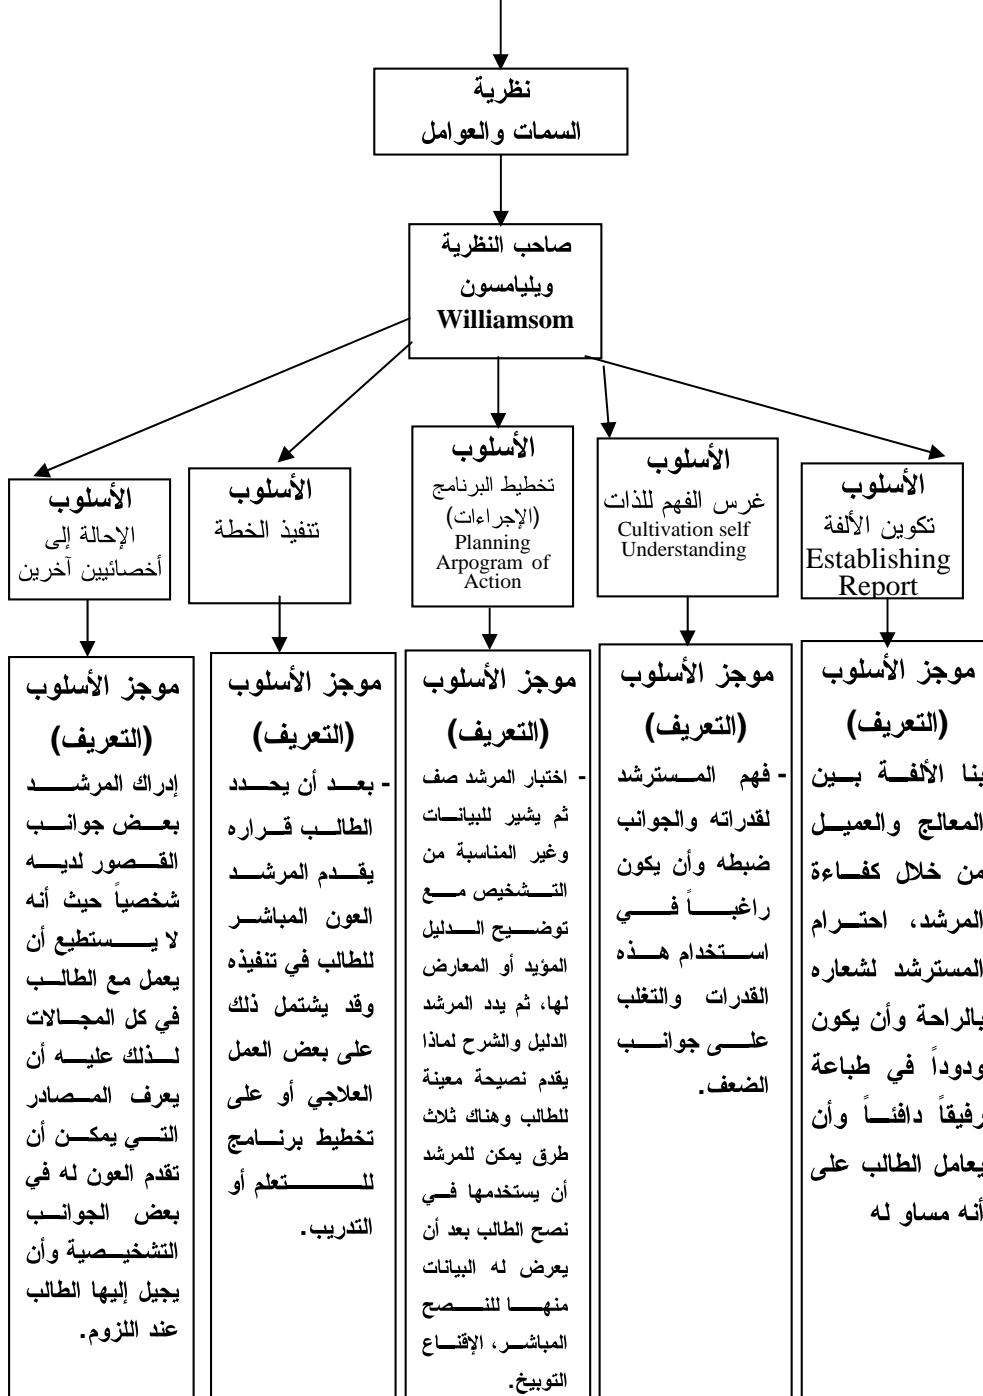 نظرية
السمات والعوامل
صاحب النظرية
ويليامسون
Williamsom
الأسلوب
تكوين الألفة
Establishing
Report
الأسلوب
غرس الفهم للذات
Cultivation self
Understanding
الأسلوب
تخطيط البرنامج
(الإجراءات)
Planning
Arpogram of
Action
الأسلوب
تنفيذ الخطة
الأسلوب
الإحالة إلى
أخصائيين آخرين
موجز الأسلوب
(التعريف)
بنا الألفة بين
المعالج والعميل
من خلال كفاءة
المرشد، احترام
المسترشد لشعاره
بالراحة وأن يكون
ودوداً في طباعة
رفيقاً دافئاً وأن
يعامل الطالب على
أنه مساو له
موجز الأسلوب
(التعريف)
- فهم المسترشد
لقدراته والجوانب
ضبطه وأن يكون
راغباً في
استخدام هذه
القدرات والتغلب
على جوانب
الضعف.
موجز الأسلوب
(التعريف)
- اختبار المرشد صف
ثم يشير للبيانات
وغير المناسبة من
التشخيص مع
توضيح الدليل
المؤيد أو المعارض
لها، ثم يدد المرشد
الدليل والشرح لماذا
يقدم نصيحة معينة
للطالب وهناك ثلاث
طرق يمكن للمرشد
أن يستخدمها في
نصح الطالب بعد أن
يعرض له البيانات
منها للنصح
المباشر، الإقناع
التوبيخ.
موجز الأسلوب
(التعريف)
- بعد أن يحدد
الطالب قراره
يقدم المرشد
العون المباشر
للطالب في تنفيذه
وقد يشتمل ذلك
على بعض العمل
العلاجي أو على
تخطيط برنامج
للتعلم أو
التدريب.
موجز الأسلوب
(التعريف)
إدراك المرشد
بعض جوانب
القصور لديه
شخصياً حيث أنه
لا يستطيع أن
يعمل مع الطالب
في كل المجالات
لذلك عليه أن
يعرف المصادر
التي يمكن أن
تقدم العون له في
بعض الجوانب
التشخيصية وأن
يجيل إليها الطالب
عند اللزوم.